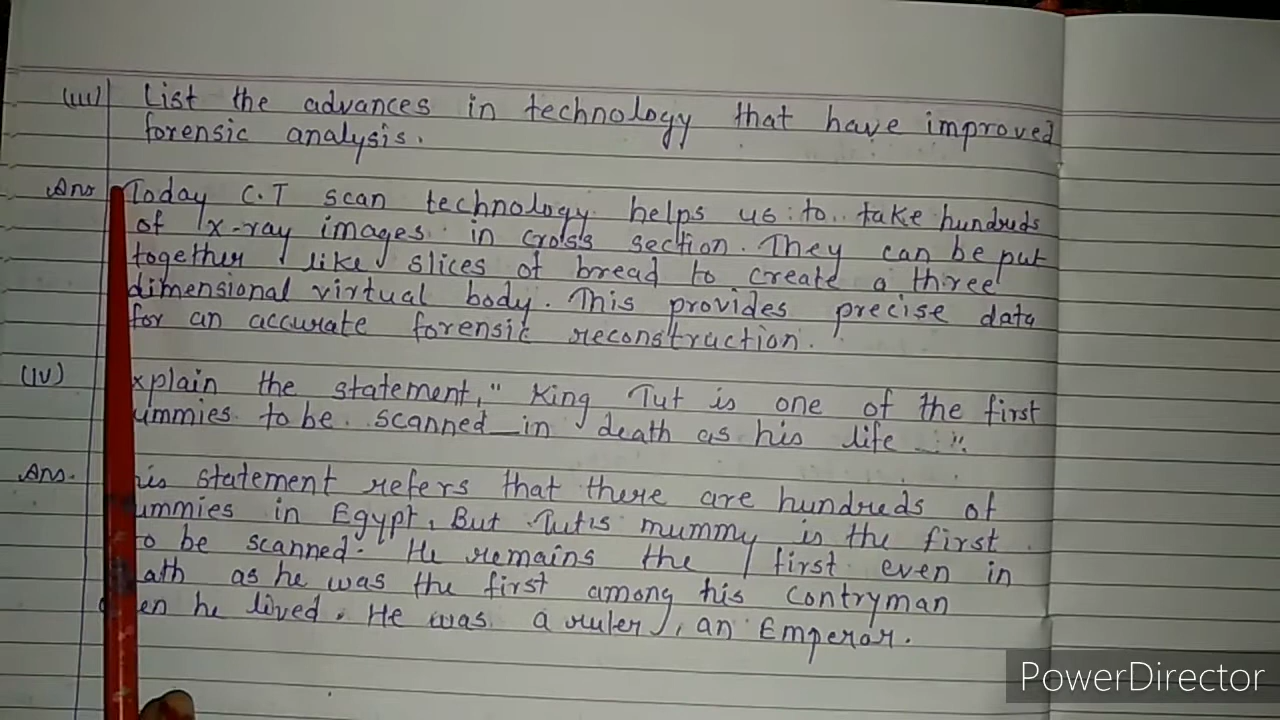 (iii) List the advances in technology that have improved
forensic analysis.
Ans Today C.T scan technology helps us to take hundreds
of x-ray images in cross section. They can be put
together like slices of bread to create a three
dimensional virtual body. This provides precise data
for an accurate forensic reconstruction.
(iv) xplain the statement," King Tut is one of the first
ummies to be scanned in death as his life ..."
Ans. his statement refers that there are hundreds of
ummies in Egypt, But Tut's mummy is the first
to be scanned. He remains the first even in
ath as he was the first among his contryman
en he lived. He was a ruler, an Emperor.
PowerDirector